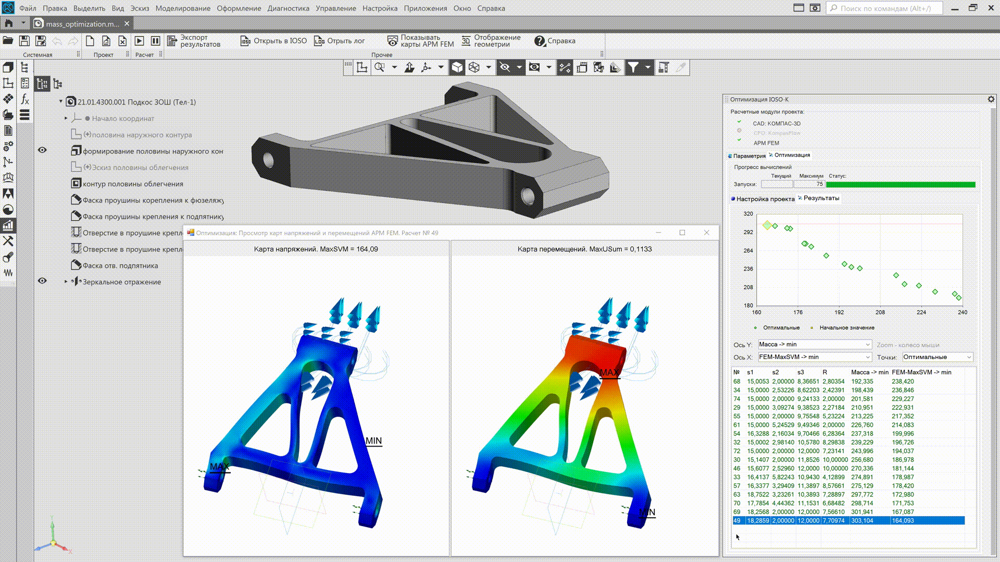 Файл Правка Выделить Вид Эскиз Моделирование Оформление Диагностика Управление Настройка Приложения Окно Справка
Поиск по командам (Alt+/)
mass_optimization.m...
Экспорт результатов
Открыть в IOSO
Отрыть лог
Показывать карты APM FEM
Отображение геометрии
Справка
Системная
Проект
Расчет
Прочее
21.01.4300.001 Подкос ЗОШ (Тел-1)
Начало координат
(+)половина наружного контура
формирование половины наружного кон
(+)Эскиз половины облегчения
контур половины облегчения
Фаска проушины корепления к фюзеляжу
Фаска проушины крепления к подпятнику
Отверстие в проушине крепл
Отверстие в проушине крепл
Фаска отв. подпятника
Зеркальное отражение
Оптимизация: Просмотр карт напряжений и перемещений APM FEM. Расчет № 49
Карта напряжений. MaxSVM = 164,09
Карта перемещений. MaxUSum = 0,1133
MAX
MIN
MAX
MIN
Y
X
Оптимизация IOSO-K
Расчетные модули проекта:
CAD: КОМПАС-3D
CFD: KompasFlow
APM FEM
Параметрия
Оптимизация
Прогресс вычислений
Текущий Максимум Статус:
Запуски: 75
Настройка проекта
Результаты
320
292
264
236
208
180
160 176 192 208 224 240
Оптимальные
Начальное значение
Ось Y: Масса -> min
Zoom - колесо мыши
Ось X: FEM-MaxSVM -> min
Точки: Оптимальные
№ s1 s2 s3 R Масса -> min FEM-MaxSVM -> min
68 15,0053 2,00000 8,36651 2,80354 192,335 238,420
34 15,0000 2,53226 8,62203 2,42391 198,439 236,846
74 15,0000 2,00000 9,24133 2,00000 201,581 229,227
29 15,0000 3,09274 9,38523 2,27184 210,951 222,931
55 15,0000 2,00000 9,75548 5,23224 213,225 217,352
61 15,0000 5,24529 9,49346 2,00000 226,760 214,083
54 16,3288 2,16034 9,70466 6,28364 237,318 199,996
32 15,0002 2,98140 10,5780 8,29838 239,229 196,726
72 15,0000 2,00000 12,0000 7,23141 243,996 194,037
30 15,1407 2,00000 11,8526 10,00000 256,680 186,978
46 15,6077 2,52960 12,0000 10,00000 270,336 181,144
33 16,4137 5,82243 10,9430 4,12899 274,891 178,987
57 16,3377 3,29409 11,3897 8,57661 275,129 178,420
63 18,7522 3,23261 10,3893 7,28897 297,772 172,980
70 17,7854 4,44362 11,1531 6,68482 298,714 171,753
69 18,2568 2,00000 12,0000 7,56610 301,941 167,087
49 18,2859 2,00000 12,0000 7,70974 303,104 164,093